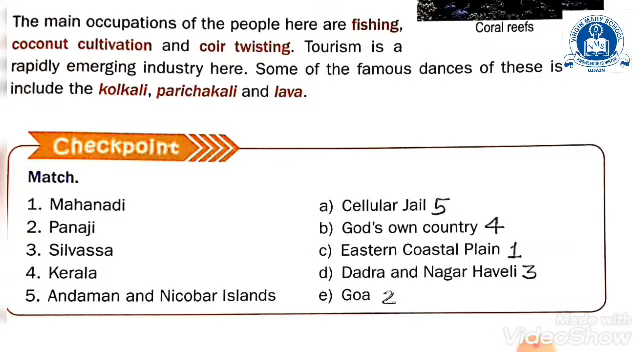 The main occupations of the people here are fishing,
coconut cultivation and coir twisting. Tourism is a
rapidly emerging industry here. Some of the famous dances of these is
include the kolkali, parichakali and lava.
Coral reefs
VIRGIN MARY SCHOOL
Checkpoint
Match.
1. Mahanadi a) Cellular Jail 5
2. Panaji b) God's own country 4
3. Silvassa c) Eastern Coastal Plain 1
4. Kerala d) Dadra and Nagar Haveli 3
5. Andaman and Nicobar Islands e) Goa 2
Made with
VideoShow